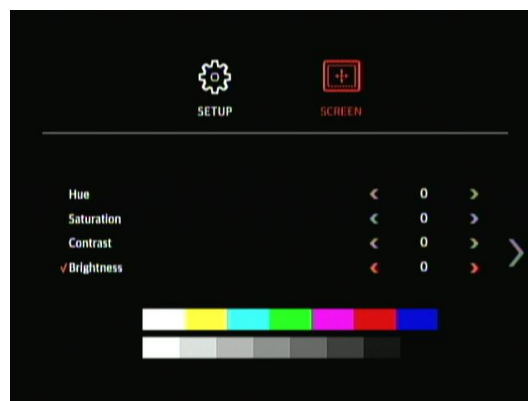 SETUP
SCREEN
Hue < 0 >
Saturation < 0 >
Contrast < 0 >
√ Brightness < 0 >